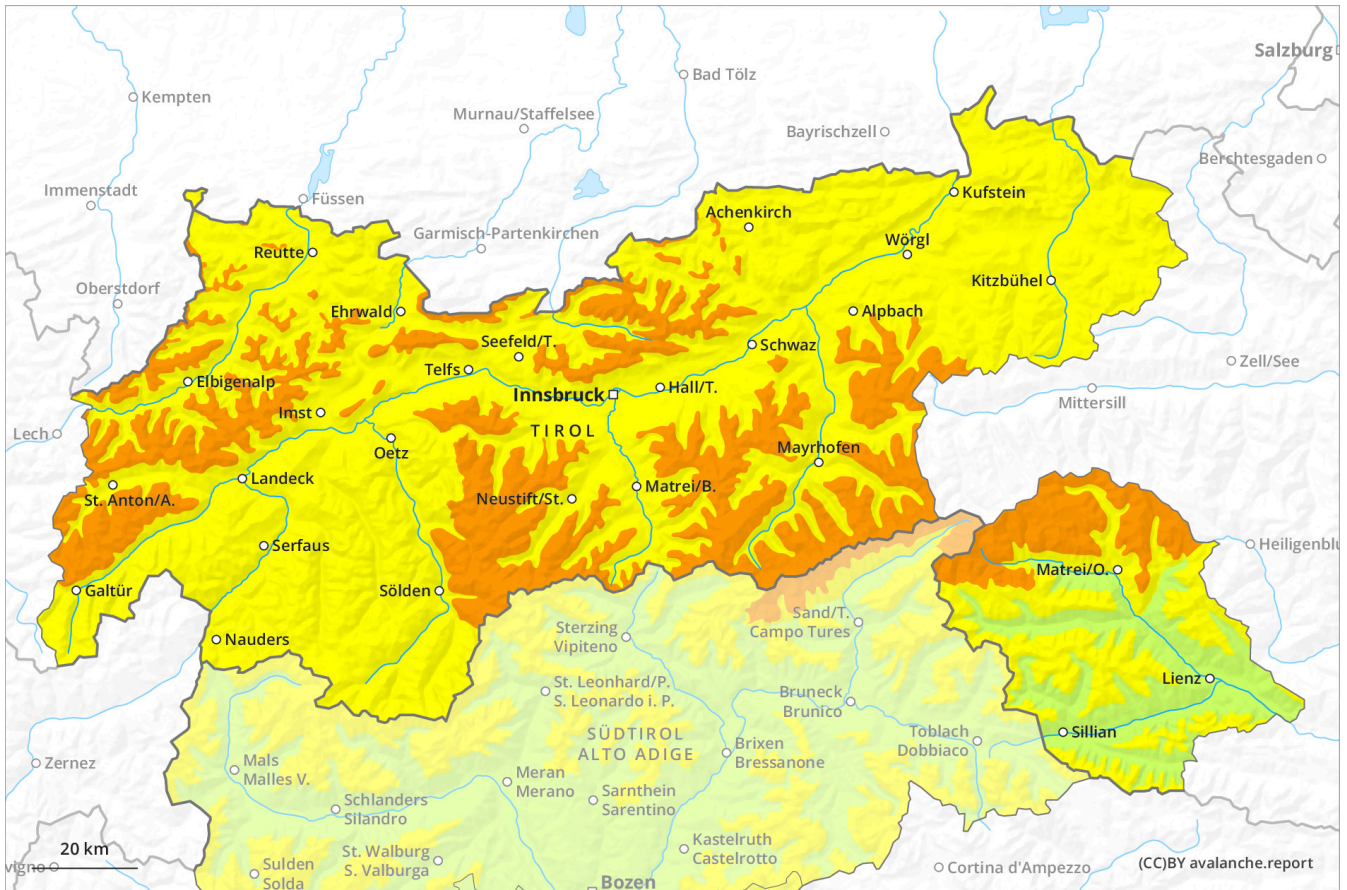 Salzburg
Bad Tölz
Kempten
Murnau/Staffelsee
Bayrischzell
Berchtesgaden
Immenstadt
Füssen
Kufstein
Achenkirch
Garmisch-Partenkirchen
Wörgl
Reutte
Oberstdorf
Kitzbühel
Ehrwald
Alpbach
Seefeld/T.
Schwaz
Zell/See
Telfs
Elbigenalp
Innsbruck
Hall/T.
Mittersill
Imst
TIROL
Lech
Oetz
Mayrhofen
Landeck
Matrei/B.
St. Anton/A.
Neustift/St.
Serfaus
Heiligenblu
Matrei/O.
Galtür
Sölden
Sand/T.
Campo Tures
Sterzing
Vipiteno
Nauders
Lienz
St. Leonhard/P.
S. Leonardo i. P.
Bruneck
Brunico
SÜDTIROL
ALTO ADIGE
Toblach
Dobbiaco
Sillian
Brixen
Bressanone
Zernez
Mals
Malles V.
Meran
Merano
Sarnthein
Sarentino
Schlanders
Silandro
20 km
St. Walburg
S. Valburga
Kastelruth
Castelrotto
Cortina d'Ampezzo
(CC)BY avalanche.report
vigno
Sulden
Solda
Bozen